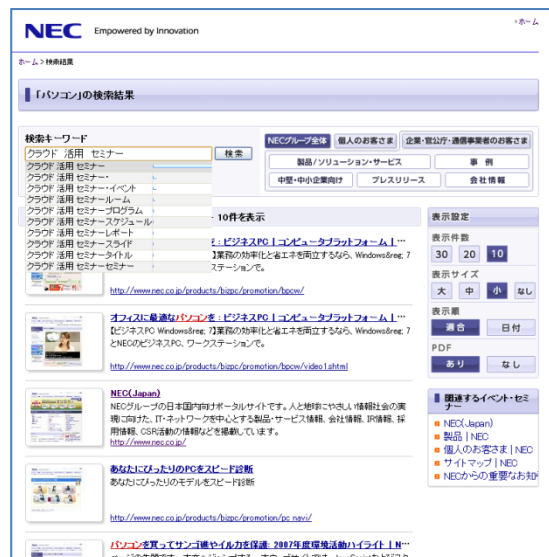 ›ホーム
NEC Empowered by Innovation
ホーム > 検索結果
「パソコン」の検索結果
検索キーワード
クラウド 活用 セミナー
検索
クラウド 活用 セミナー
クラウド 活用 セミナー・
クラウド 活用 セミナー・イベント
クラウド 活用 セミナールーム
クラウド 活用 セミナープログラム
クラウド 活用 セミナースケジュール
クラウド 活用 セミナーレポート
クラウド 活用 セミナースライド
クラウド 活用 セミナータイトル
クラウド 活用 セミナーセミナー
NECグループ全体 個人のお客さま 企業・官公庁・通信事業者のお客さま
製品/ソリューション・サービス 事 例
中堅・中小企業向け プレスリリース 会社情報
- 10件を表示
を : ビジネスPC | コンピュータプラットフォーム | …
】業務の効率化と省エネを両立するなら、Windows&reg; 7
ステーションで。
http://www.nec.co.jp/products/bizpc/promotion/bpcw/
オフィスに最適なパソコンを : ビジネスPC | コンピュータプラットフォーム | …
【ビジネスPC Windows&reg; 7】業務の効率化と省エネを両立するなら、Windows&reg; 7
とNECのビジネスPC、ワークステーションで。
http://www.nec.co.jp/products/bizpc/promotion/bpcw/video1.shtml
NEC(Japan)
NECグループの日本国内向けポータルサイトです。人と地球にやさしい情報社会の実
現に向けた、IT・ネットワークを中心とする製品・サービス情報、会社情報、IR情報、採
用情報、CSR活動の情報などを掲載しています。
http://www.nec.co.jp/
あなたにぴったりのPCをスピード診断
あなたにぴったりのモデルをスピード診断
http://www.nec.co.jp/products/bizpc/promotion/pc navi/
パソコンを買ってサンゴ礁やイルカを保護: 2007年度環境活動ハイライト | N…
表示設定
表示件数
30 20 10
表示サイズ
大 中 小 なし
表示順
適合 日付
PDF
あり なし
関連するイベント・セミ
ナー
NEC(Japan)
製品 | NEC
個人のお客さま | NEC
サイトマップ | NEC
NECからの重要なお知